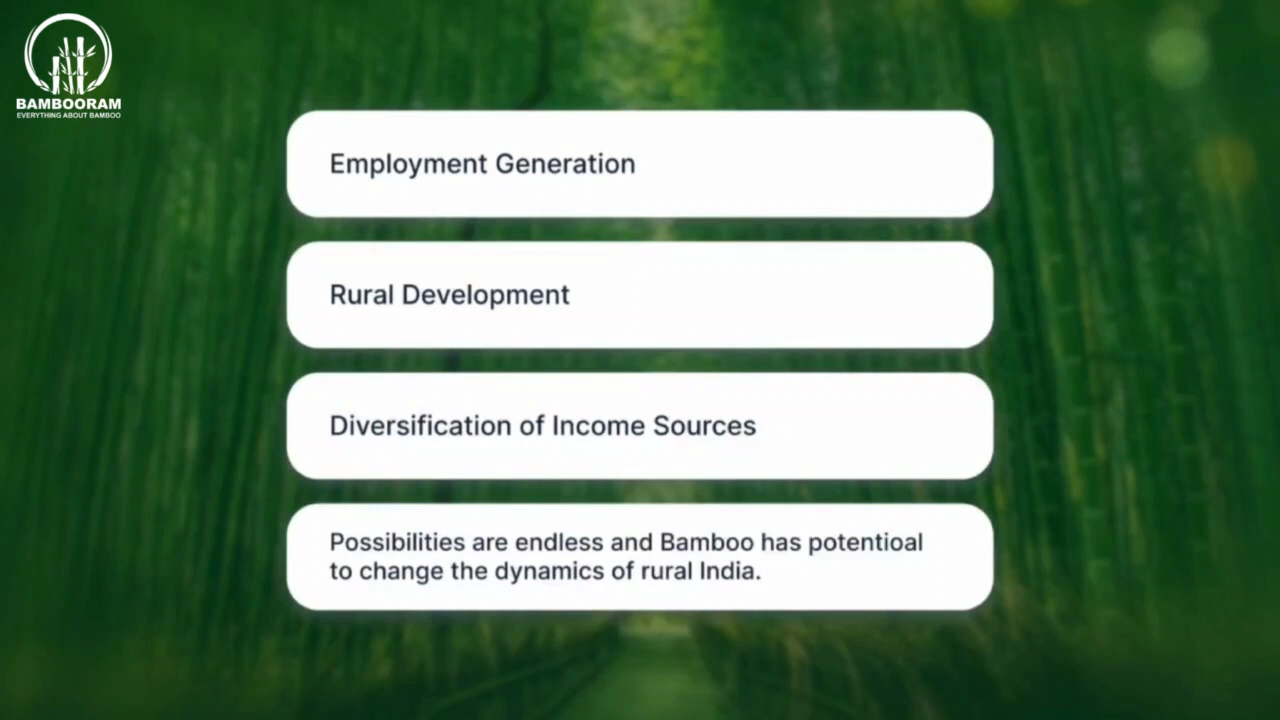 BAMBOORAM
EVERYTHING ABOUT BAMBOO
Employment Generation
Rural Development
Diversification of Income Sources
Possibilities are endless and Bamboo has potentioal
to change the dynamics of rural India.